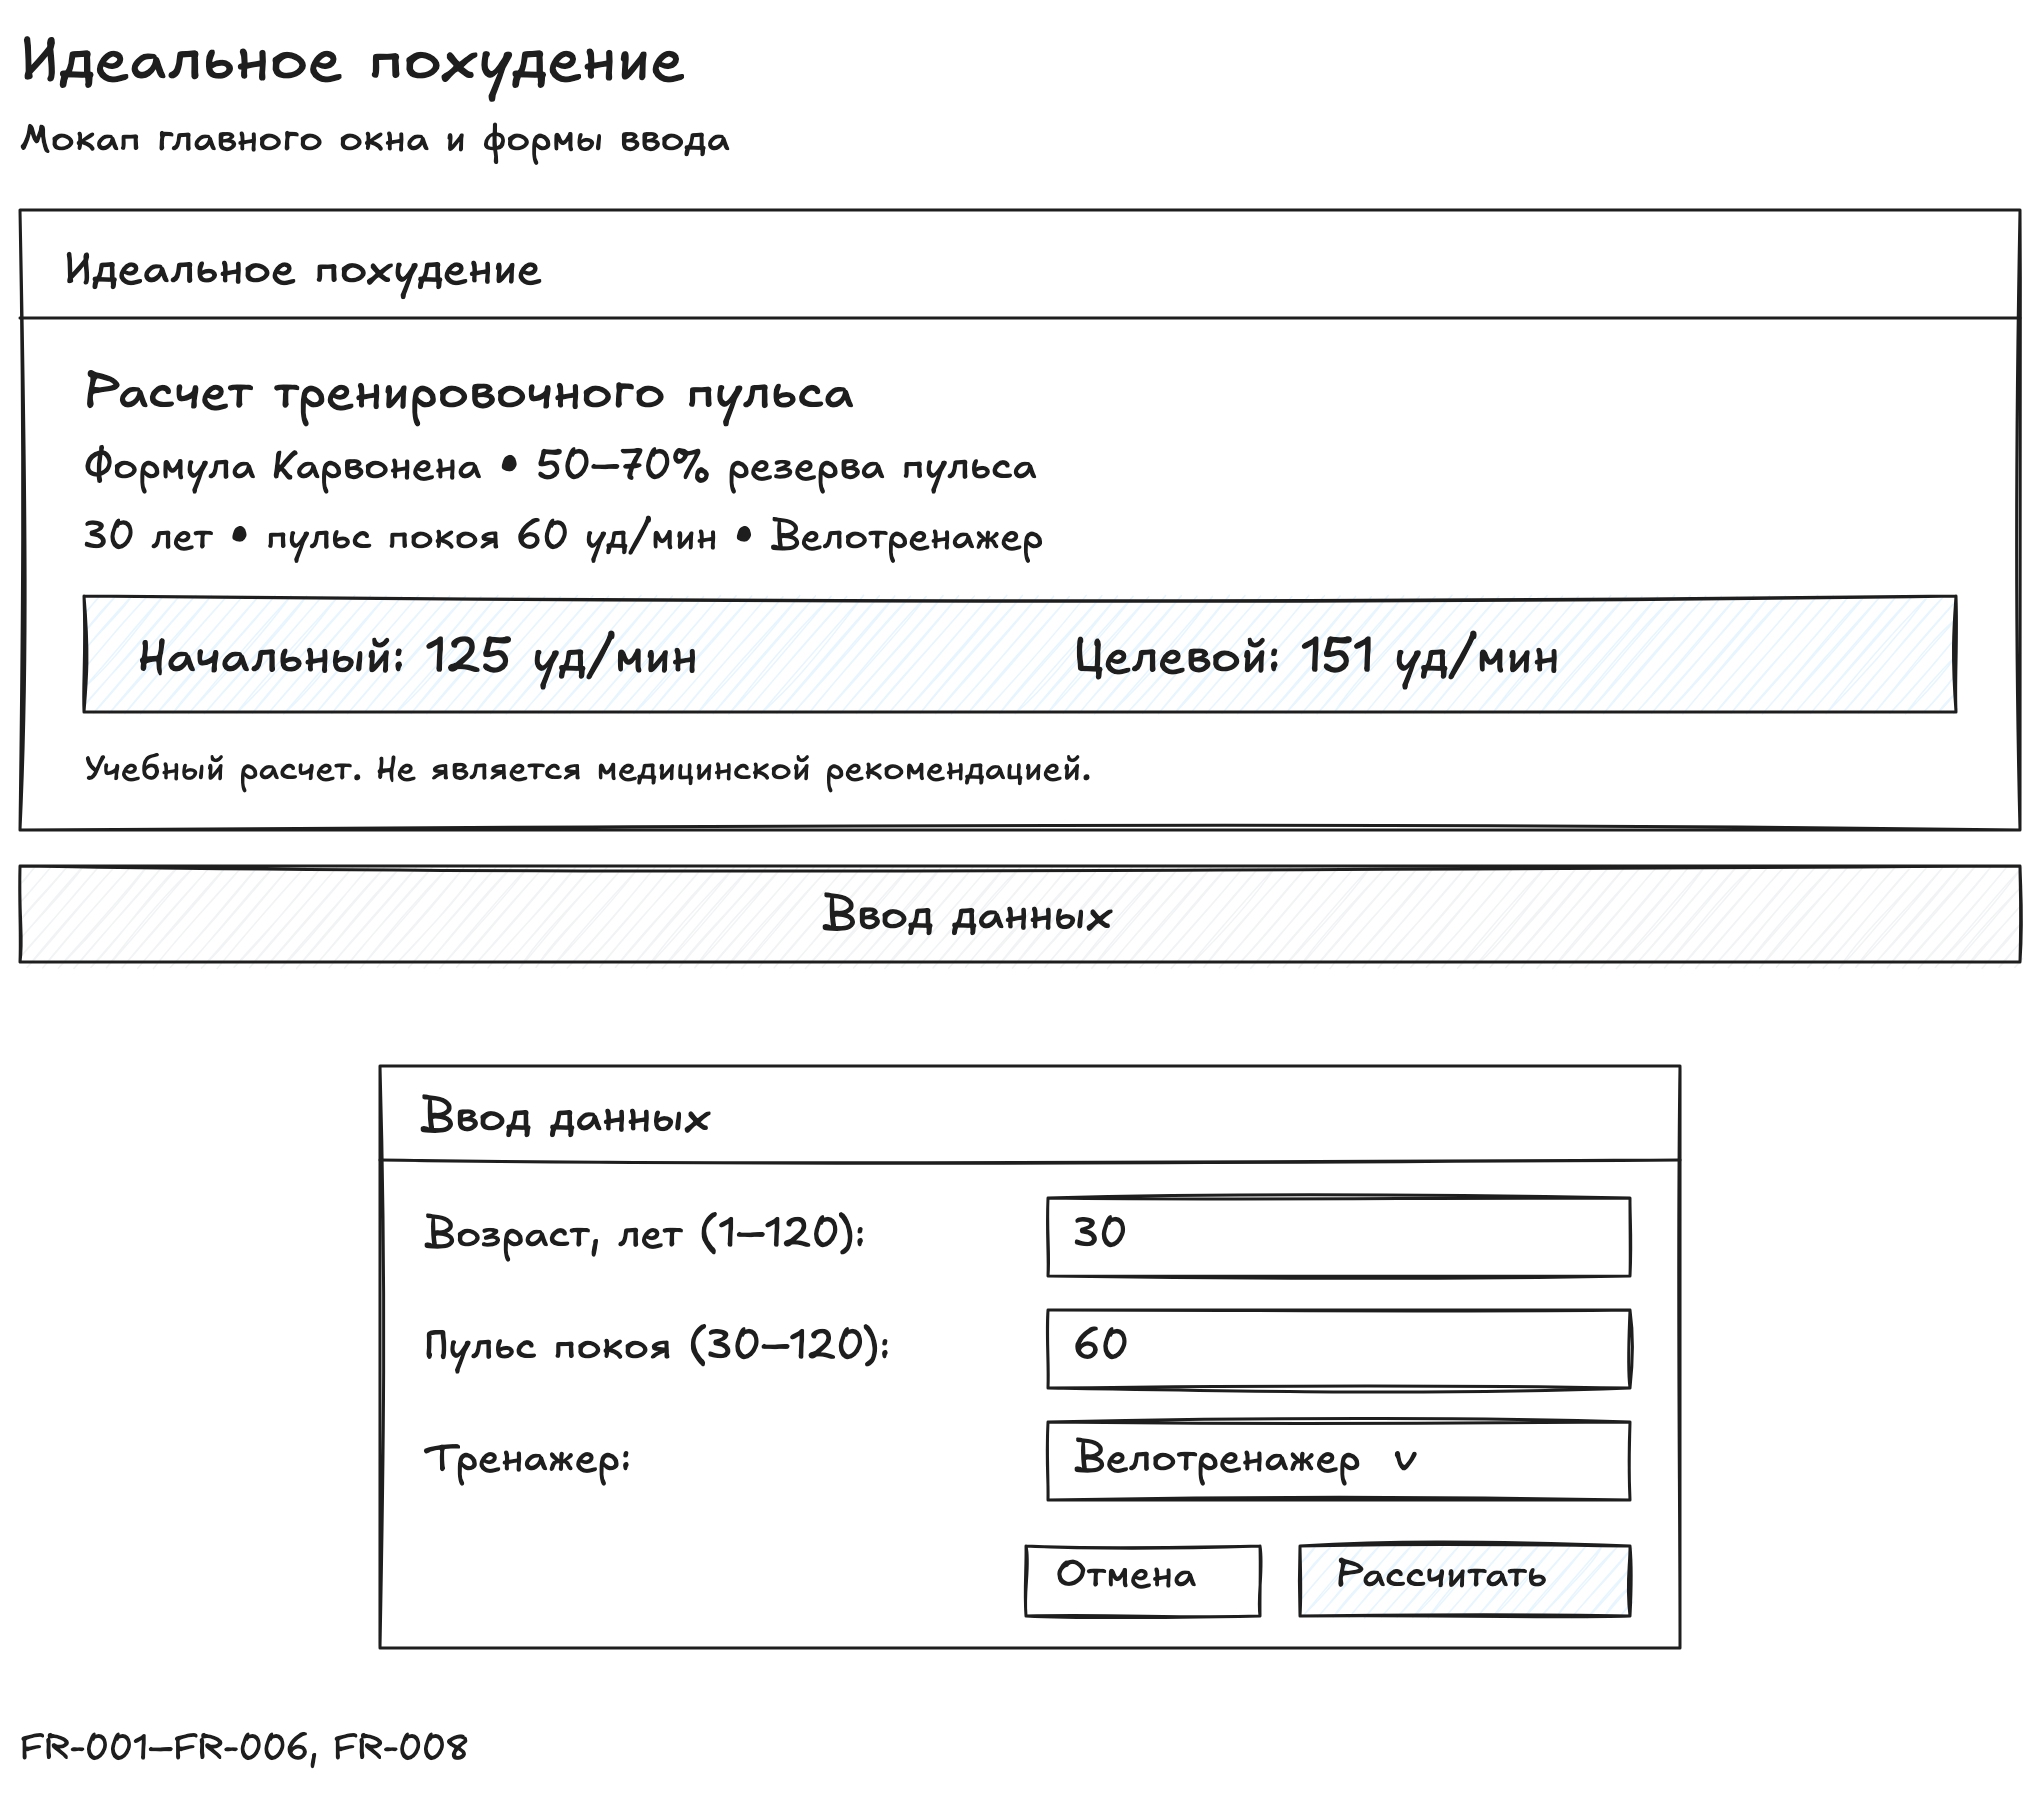 Идеальное похудение
Мокап главного окна и формы ввода
Идеальное похудение
Расчет тренировочного пульса
Формула Карвонена • 50–70% резерва пульса
30 лет • пульс покоя 60 уд/мин • Велотренажер
Начальный: 125 уд/мин Целевой: 151 уд/мин
Учебный расчет. Не является медицинской рекомендацией.
Ввод данных
Ввод данных
Возраст, лет (1–120): 30
Пульс покоя (30–120): 60
Тренажер: Велотренажер v
Отмена Рассчитать
FR-001–FR-006, FR-008